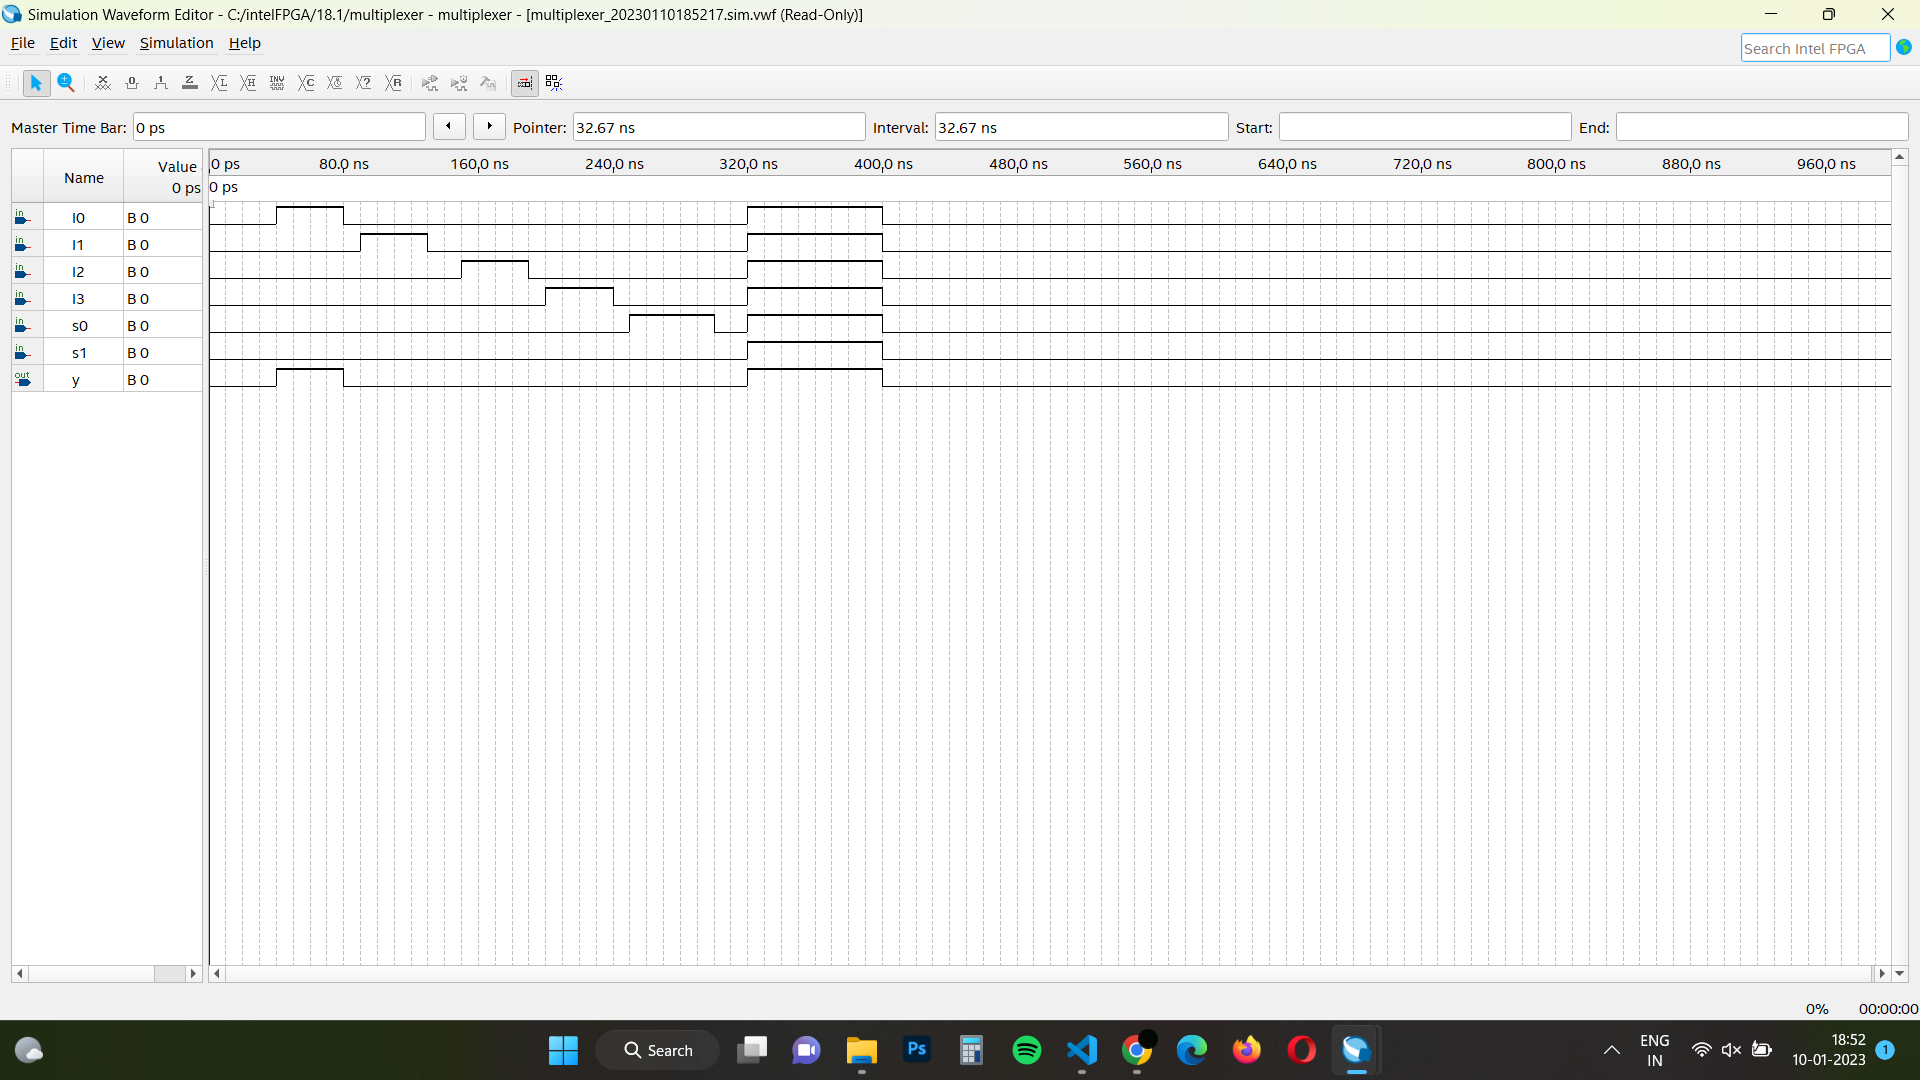 Simulation Waveform Editor - C:/intelFPGA/18.1/multiplexer - multiplexer - [multiplexer_20230110185217.sim.vwf (Read-Only)]
File Edit View Simulation Help
Search Intel FPGA
Master Time Bar: 0 ps Pointer: 32.67 ns Interval: 32.67 ns Start: End:
Name Value 0 ps
0 ps 80.0 ns 160.0 ns 240.0 ns 320.0 ns 400.0 ns 480.0 ns 560.0 ns 640.0 ns 720.0 ns 800.0 ns 880.0 ns 960.0 ns
0 ps
in I0 B 0
in I1 B 0
in I2 B 0
in I3 B 0
in s0 B 0
in s1 B 0
out y B 0
0% 00:00:00
Search
Ps
ENG
IN
18:52
10-01-2023
1